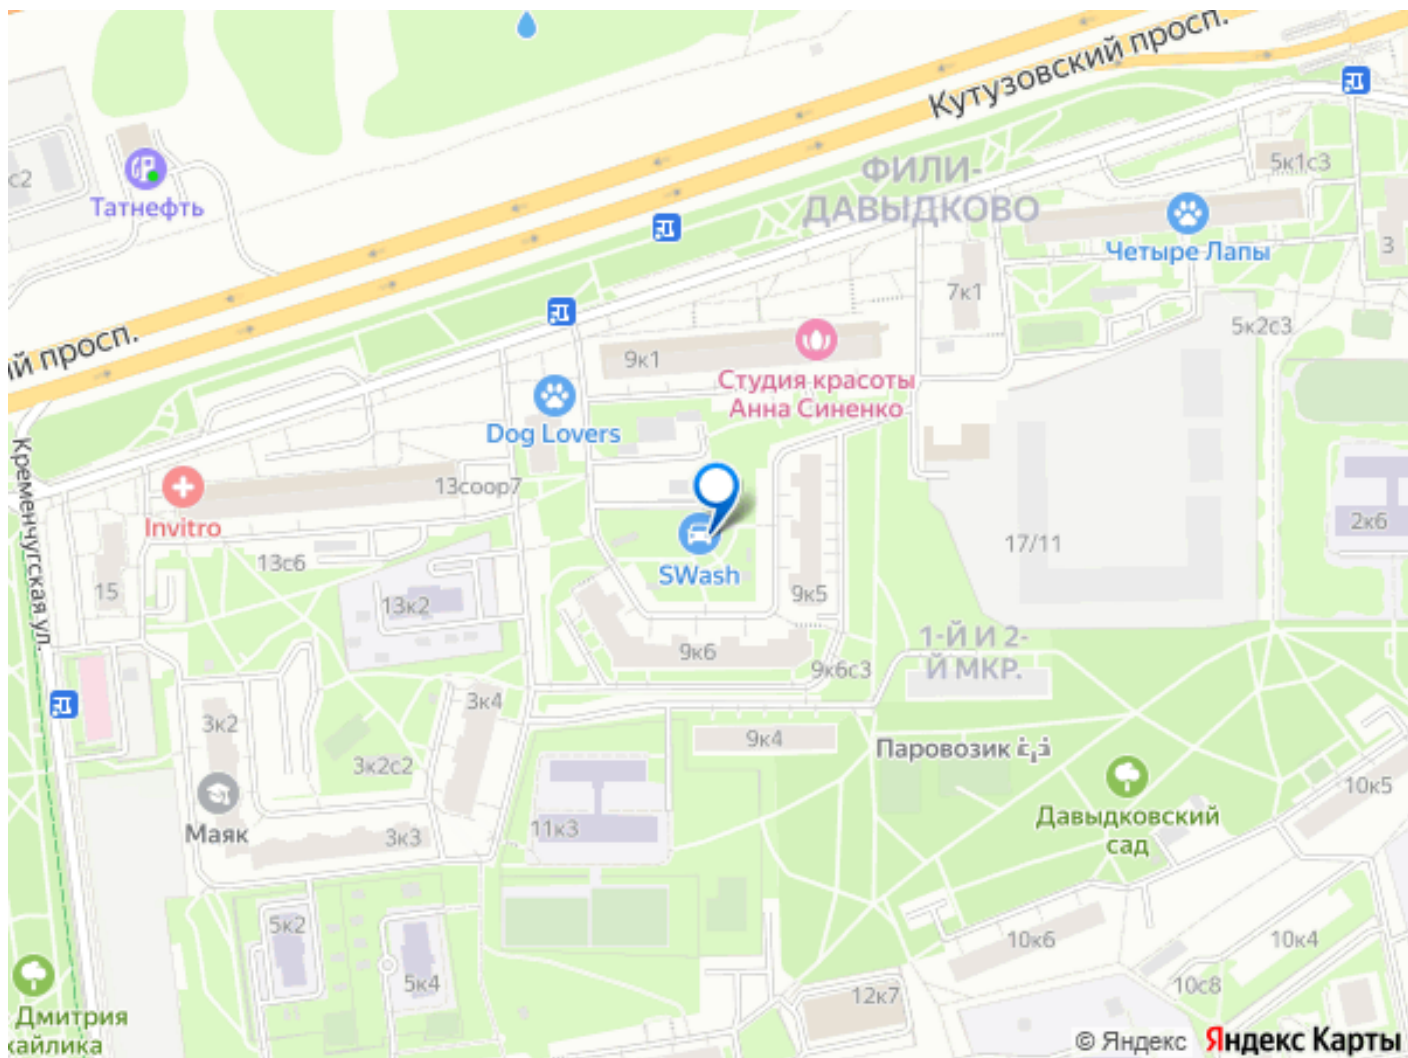 Кутузовский просп.
с2
Татнефть
ФИЛИ-
ДАВЫДКОВО
5к1с3
Четыре Лапы
3
7к1
5к2с3
й просп.
9к1
Студия красоты
Анна Синенко
Dog Lovers
Кременчугская ул.
13соор7
Invitro
2к6
17/11
13с6
SWash
15
13к2
9к5
1-Й И 2-
Й МКР.
9к6
9к6с3
3к4
3к2
9к4
Паровозик
3к2с2
10к5
Давыдковский
сад
Маяк
3к3
11к3
5к2
10к6
10к4
5к4
10с8
12к7
Дмитрия
хайлика
© Яндекс Яндекс Карты